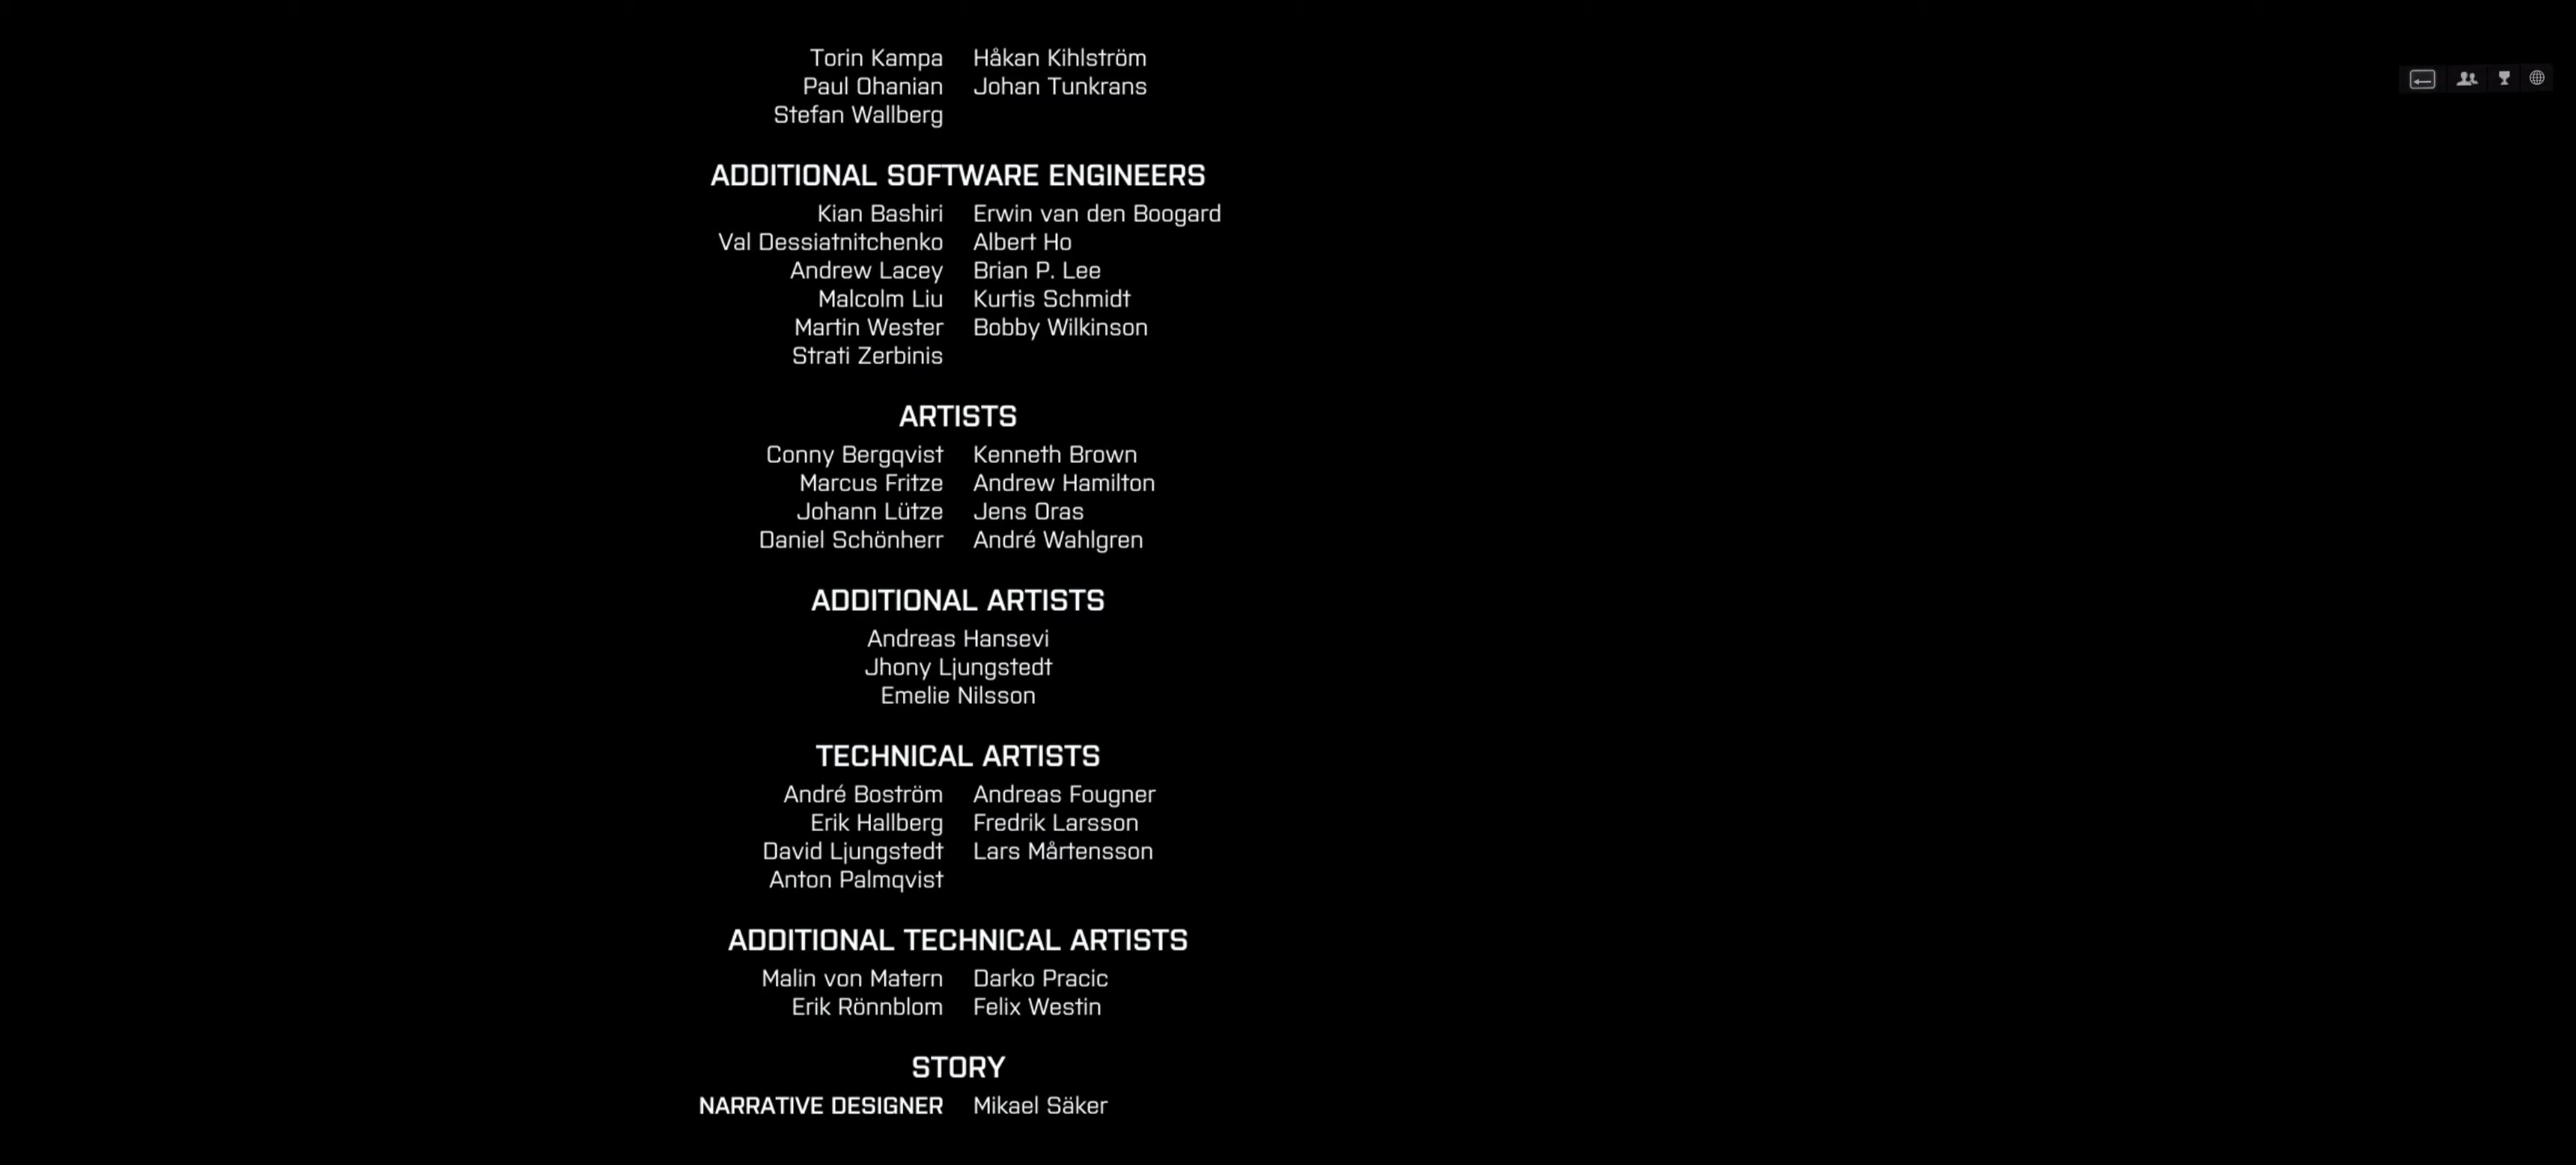 Torin Kampa Håkan Kihlström
Paul Ohanian Johan Tunkrans
Stefan Wallberg
ADDITIONAL SOFTWARE ENGINEERS
Kian Bashiri Erwin van den Boogard
Val Dessiatnitchenko Albert Ho
Andrew Lacey Brian P. Lee
Malcolm Liu Kurtis Schmidt
Martin Wester Bobby Wilkinson
Strati Zerbinis
ARTISTS
Conny Bergqvist Kenneth Brown
Marcus Fritze Andrew Hamilton
Johann Lütze Jens Oras
Daniel Schönherr André Wahlgren
ADDITIONAL ARTISTS
Andreas Hansevi
Jhony Ljungstedt
Emelie Nilsson
TECHNICAL ARTISTS
André Boström Andreas Fougner
Erik Hallberg Fredrik Larsson
David Ljungstedt Lars Mårtensson
Anton Palmqvist
ADDITIONAL TECHNICAL ARTISTS
Malin von Matern Darko Pracic
Erik Rönnblom Felix Westin
STORY
NARRATIVE DESIGNER Mikael Säker